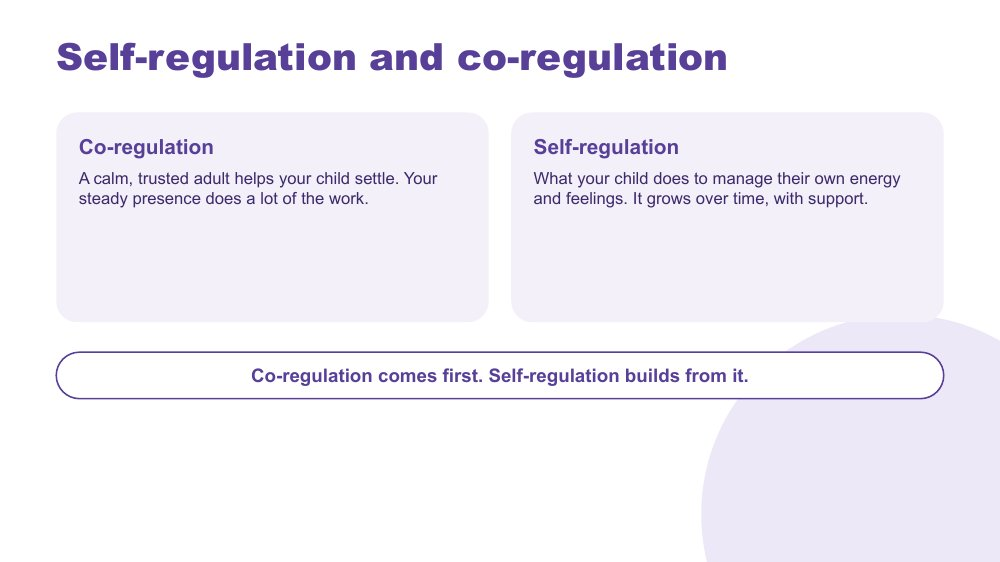 Self-regulation and co-regulation
Co-regulation
A calm, trusted adult helps your child settle. Your
steady presence does a lot of the work.
Self-regulation
What your child does to manage their own energy
and feelings. It grows over time, with support.
Co-regulation comes first. Self-regulation builds from it.